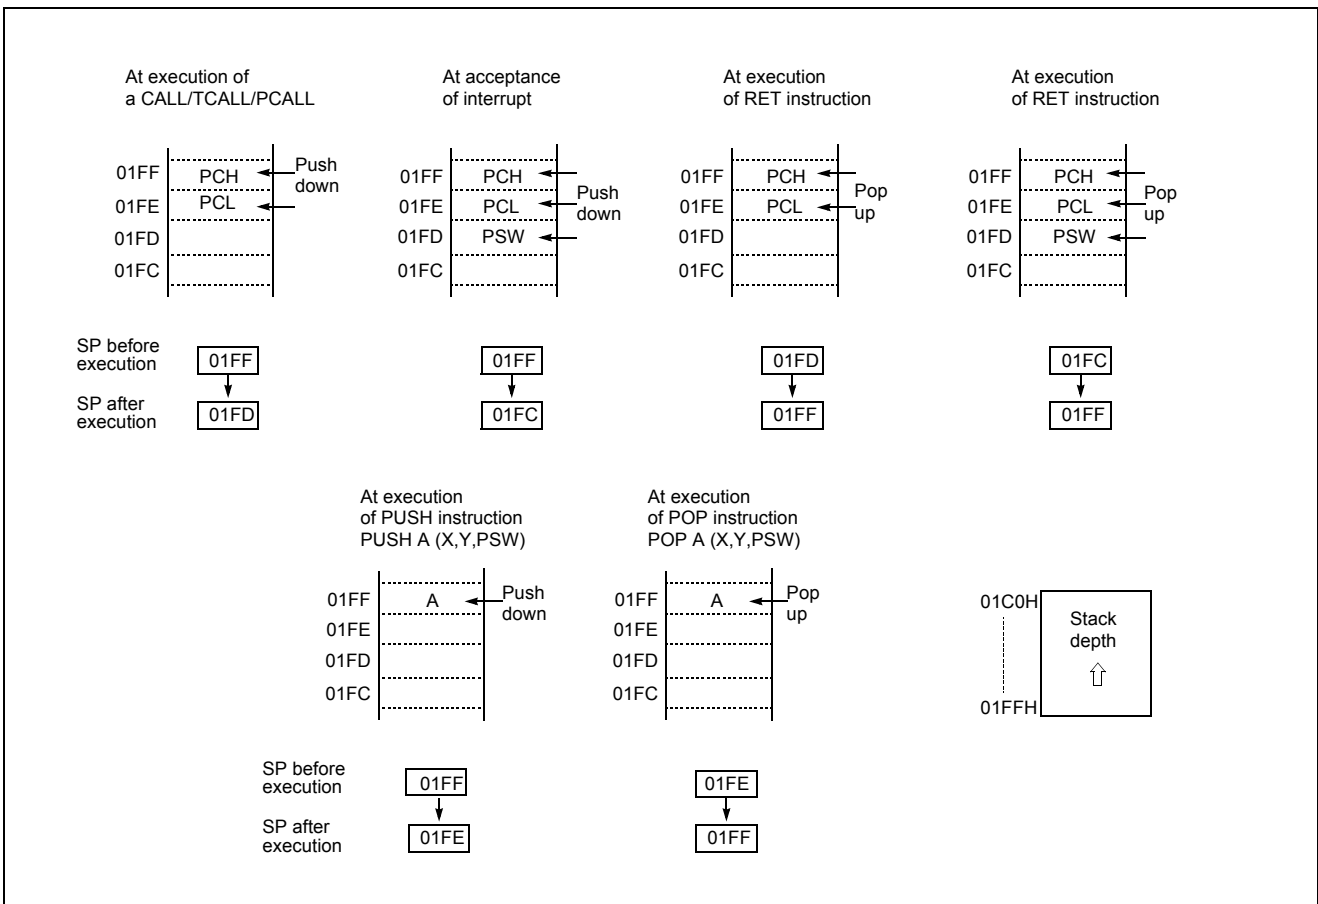 At execution of
a CALL/TCALL/PCALL
01FF
PCH
Push
down
01FE
PCL
01FD
01FC
SP before
execution
01FF
SP after
execution
01FD
At acceptance
of interrupt
01FF
PCH
Push
down
01FE
PCL
01FD
PSW
01FC
01FF
01FC
At execution
of RET instruction
01FF
PCH
Pop
up
01FE
PCL
01FD
01FC
01FD
01FF
At execution
of RET instruction
01FF
PCH
Pop
up
01FE
PCL
01FD
PSW
01FC
01FC
01FF
At execution
of PUSH instruction
PUSH A (X,Y,PSW)
01FF
A
Push
down
01FE
01FD
01FC
SP before
execution
01FF
SP after
execution
01FE
At execution
of POP instruction
POP A (X,Y,PSW)
01FF
A
Pop
up
01FE
01FD
01FC
01FE
01FF
01C0H
Stack
depth
01FFH